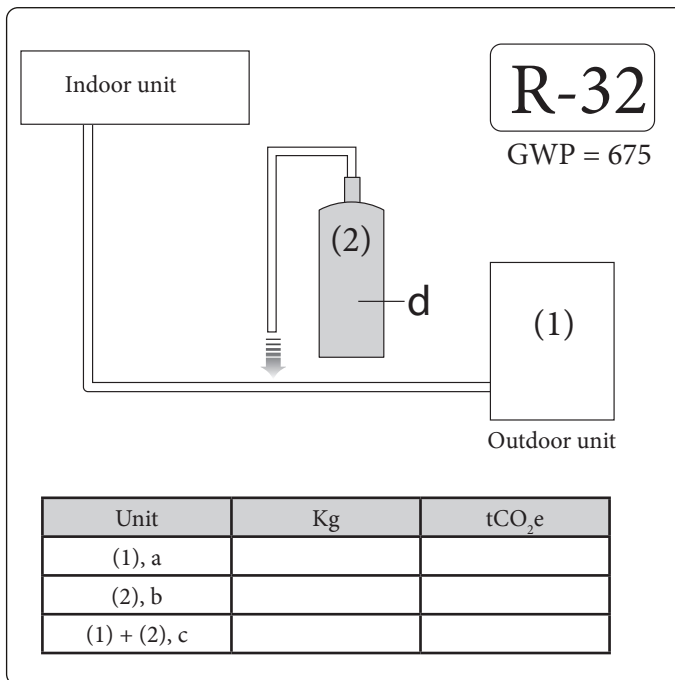 Indoor unit
R-32
GWP = 675
(2)
d
(1)
Outdoor unit
Unit Kg tCO₂e
(1), a
(2), b
(1) + (2), c